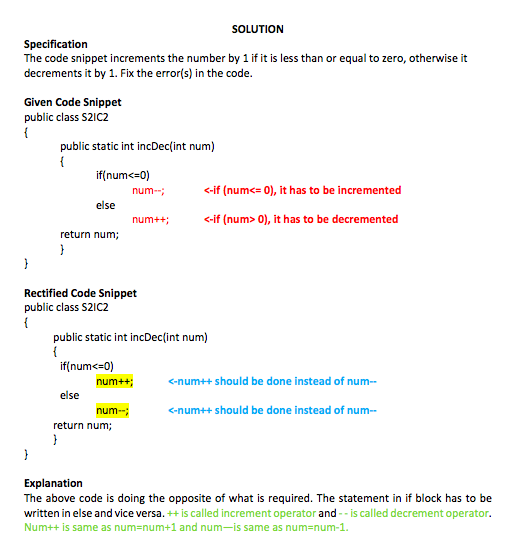 SOLUTION
Specification
The code snippet increments the number by 1 if it is less than or equal to zero, otherwise it
decrements it by 1. Fix the error(s) in the code.
Given Code Snippet
public class S2IC2
{
public static int incDec(int num)
{
if(num<=0)
num--; <-if (num<= 0), it has to be incremented
else
num++; <-if (num> 0), it has to be decremented
return num;
}
}
Rectified Code Snippet
public class S2IC2
{
public static int incDec(int num)
{
if(num<=0)
num++; <-num++ should be done instead of num--
else
num--; <-num++ should be done instead of num--
return num;
}
}
Explanation
The above code is doing the opposite of what is required. The statement in if block has to be
written in else and vice versa. ++ is called increment operator and - - is called decrement operator.
Num++ is same as num=num+1 and num—is same as num=num-1.